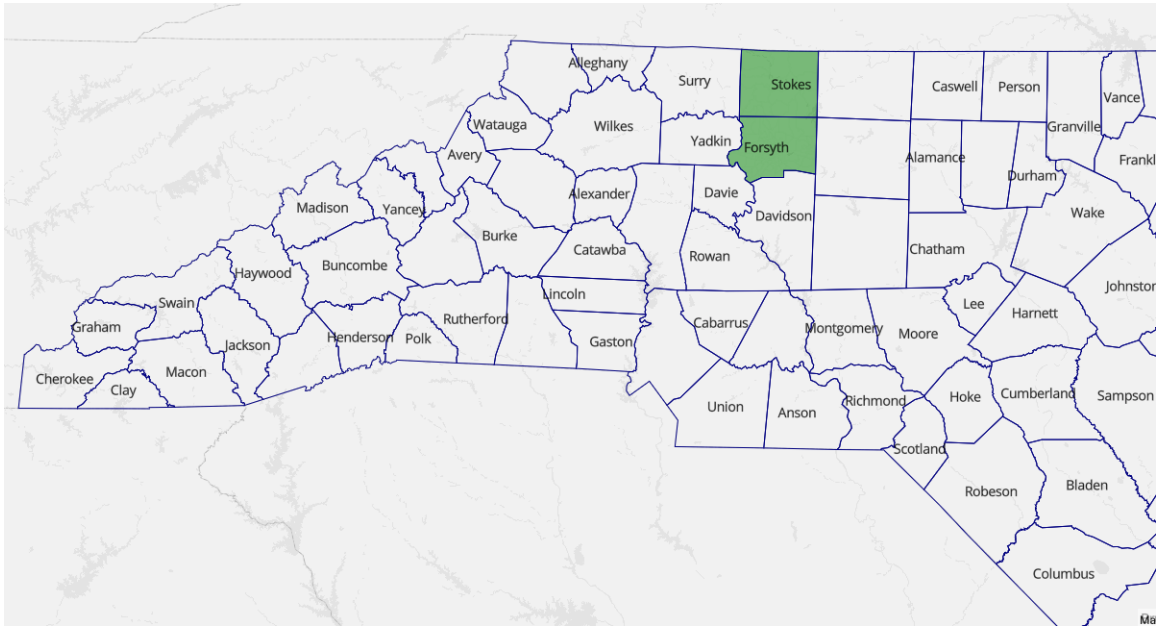 Alleghany
Surry
Stokes
Caswell
Person
Vance
Granville
Watauga
Wilkes
Yadkin
Forsyth
Alamance
Durham
Frankl
Avery
Alexander
Davie
Madison
Yancey
Davidson
Wake
Burke
Catawba
Rowan
Chatham
Buncombe
Haywood
Swain
Lincoln
Lee
Johnston
Graham
Rutherford
Cabarrus
Montgomery
Moore
Harnett
Jackson
Henderson
Polk
Gaston
Cherokee
Macon
Clay
Union
Anson
Richmond
Hoke
Cumberland
Sampson
Scotland
Robeson
Bladen
Columbus